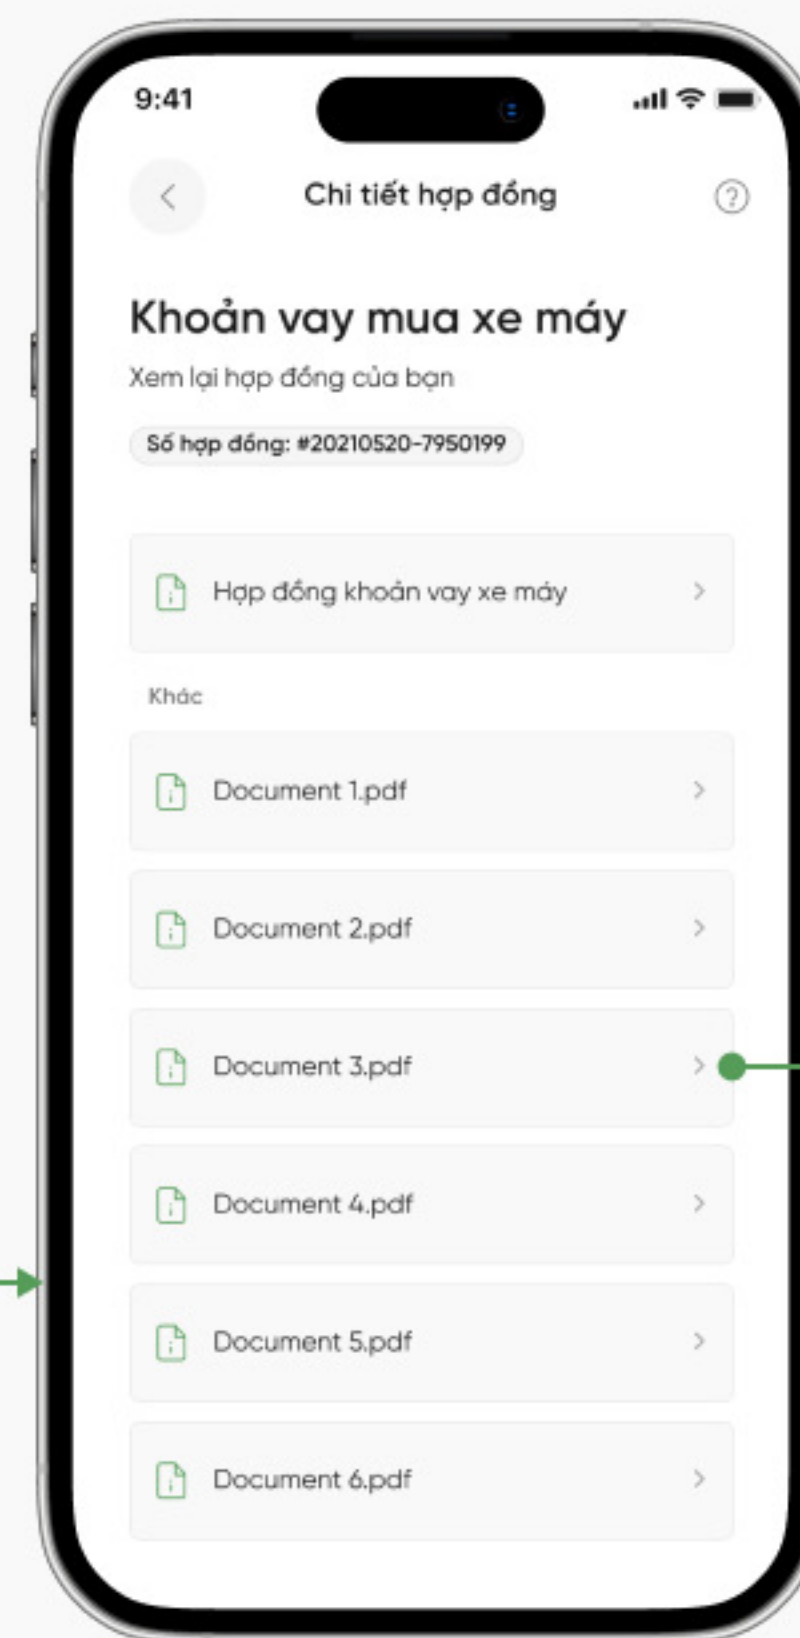 9:41
Chi tiết hợp đồng
Khoản vay mua xe máy
Xem lại hợp đồng của bạn
Số hợp đồng: #20210520-7950199
Hợp đồng khoản vay xe máy
Khác
Document 1.pdf
Document 2.pdf
Document 3.pdf
Document 4.pdf
Document 5.pdf
Document 6.pdf